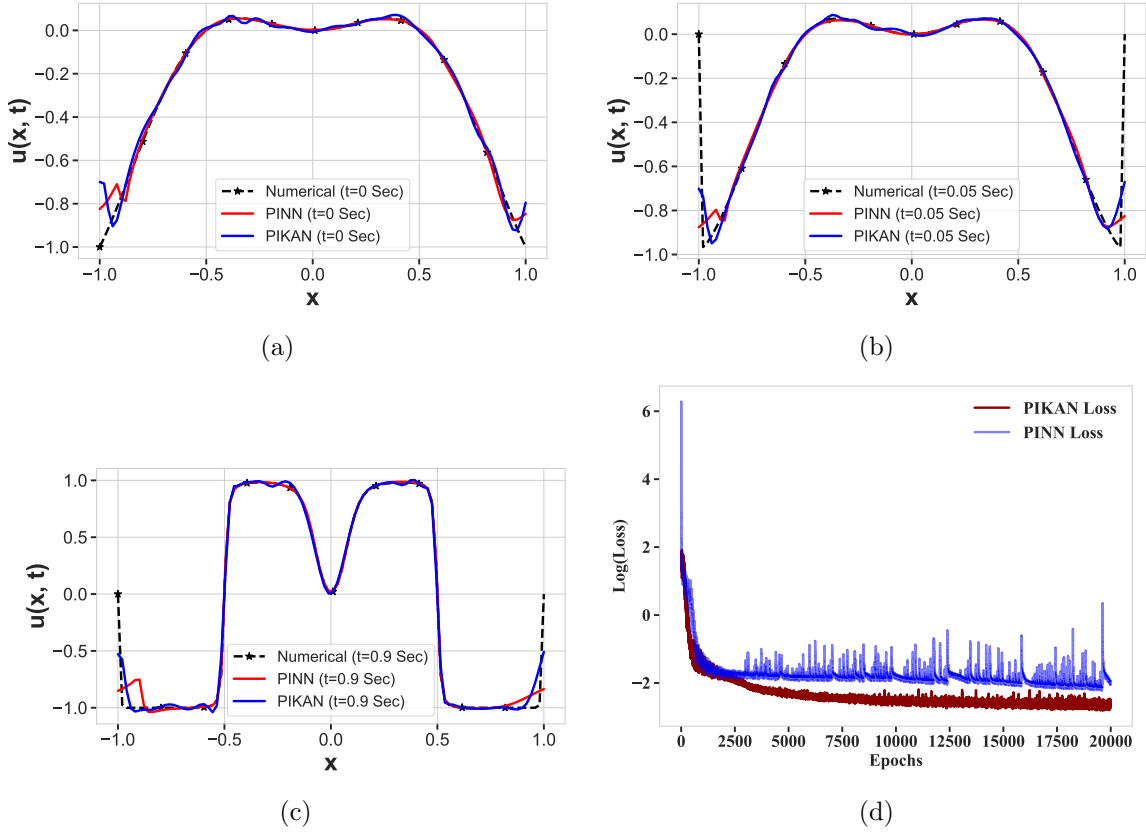 0.0
−0.2
−0.4
−0.6
−0.8
−1.0
u(x, t)
Numerical (t=0 Sec)
PINN (t=0 Sec)
PIKAN (t=0 Sec)
−1.0 −0.5 0.0 0.5 1.0
x
(a)
0.0
−0.2
−0.4
−0.6
−0.8
−1.0
u(x, t)
Numerical (t=0.05 Sec)
PINN (t=0.05 Sec)
PIKAN (t=0.05 Sec)
−1.0 −0.5 0.0 0.5 1.0
x
(b)
1.0
0.5
0.0
−0.5
−1.0
u(x, t)
Numerical (t=0.9 Sec)
PINN (t=0.9 Sec)
PIKAN (t=0.9 Sec)
−1.0 −0.5 0.0 0.5 1.0
x
(c)
6
4
2
0
−2
Log(Loss)
PIKAN Loss
PINN Loss
0 2500 5000 7500 10000 12500 15000 17500 20000
Epochs
(d)